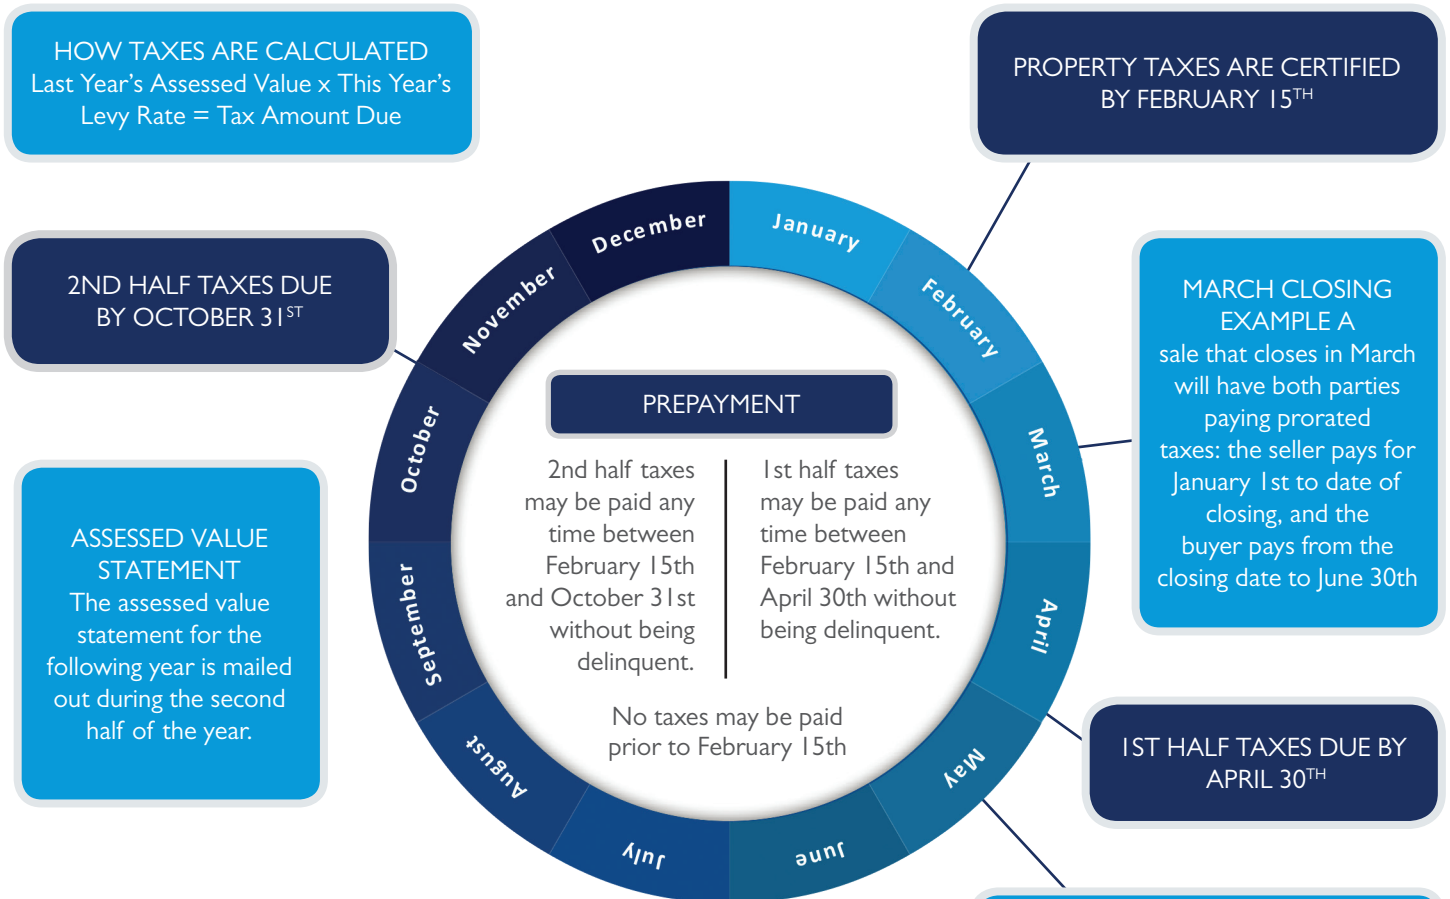 HOW TAXES ARE CALCULATED
Last Year's Assessed Value x This Year's
Levy Rate = Tax Amount Due
PROPERTY TAXES ARE CERTIFIED
BY FEBRUARY 15TH
2ND HALF TAXES DUE
BY OCTOBER 31ST
MARCH CLOSING
EXAMPLE A
sale that closes in March
will have both parties
paying prorated
taxes: the seller pays for
January 1st to date of
closing, and the
buyer pays from the
closing date to June 30th
ASSESSED VALUE
STATEMENT
The assessed value
statement for the
following year is mailed
out during the second
half of the year.
1ST HALF TAXES DUE BY
APRIL 30TH
January
February
March
April
May
June
July
August
September
October
November
December
PREPAYMENT
2nd half taxes
may be paid any
time between
February 15th
and October 31st
without being
delinquent.
1st half taxes
may be paid any
time between
February 15th and
April 30th without
being delinquent.
No taxes may be paid
prior to February 15th